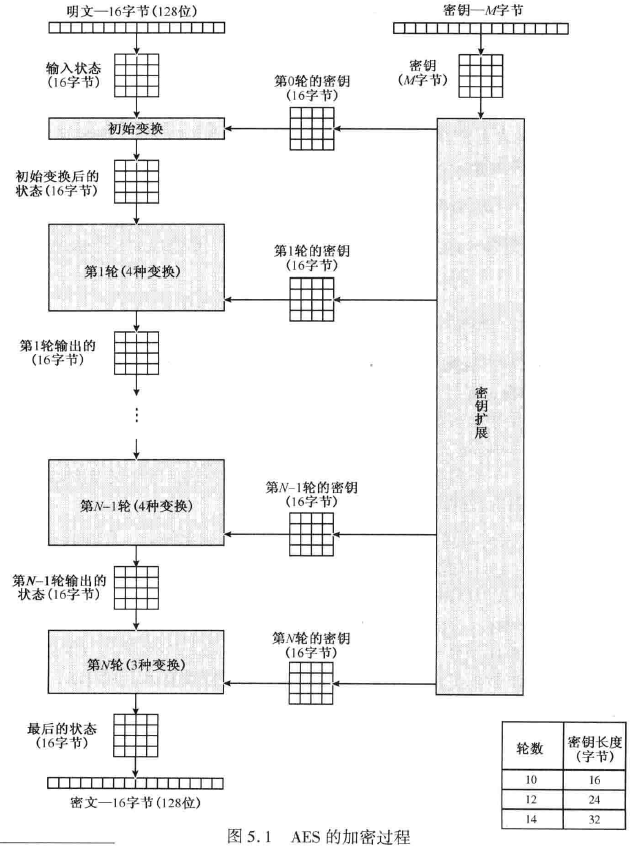 明文—16字节(128位)
密钥—M字节
输入状态
(16字节)
第0轮的密钥
(16字节)
密钥
(M字节)
初始变换
初始变换后的
状态(16字节)
第1轮(4种变换)
第1轮的密钥
(16字节)
第1轮输出的
(16字节)
密钥扩展
第N-1轮(4种变换)
第N-1轮的密钥
(16字节)
第N-1轮输出的
状态(16字节)
第N轮(3种变换)
第N轮的密钥
(16字节)
最后的状态
(16字节)
密文—16字节(128位)
轮数 密钥长度
(字节)
10 16
12 24
14 32
图 5.1 AES 的加密过程